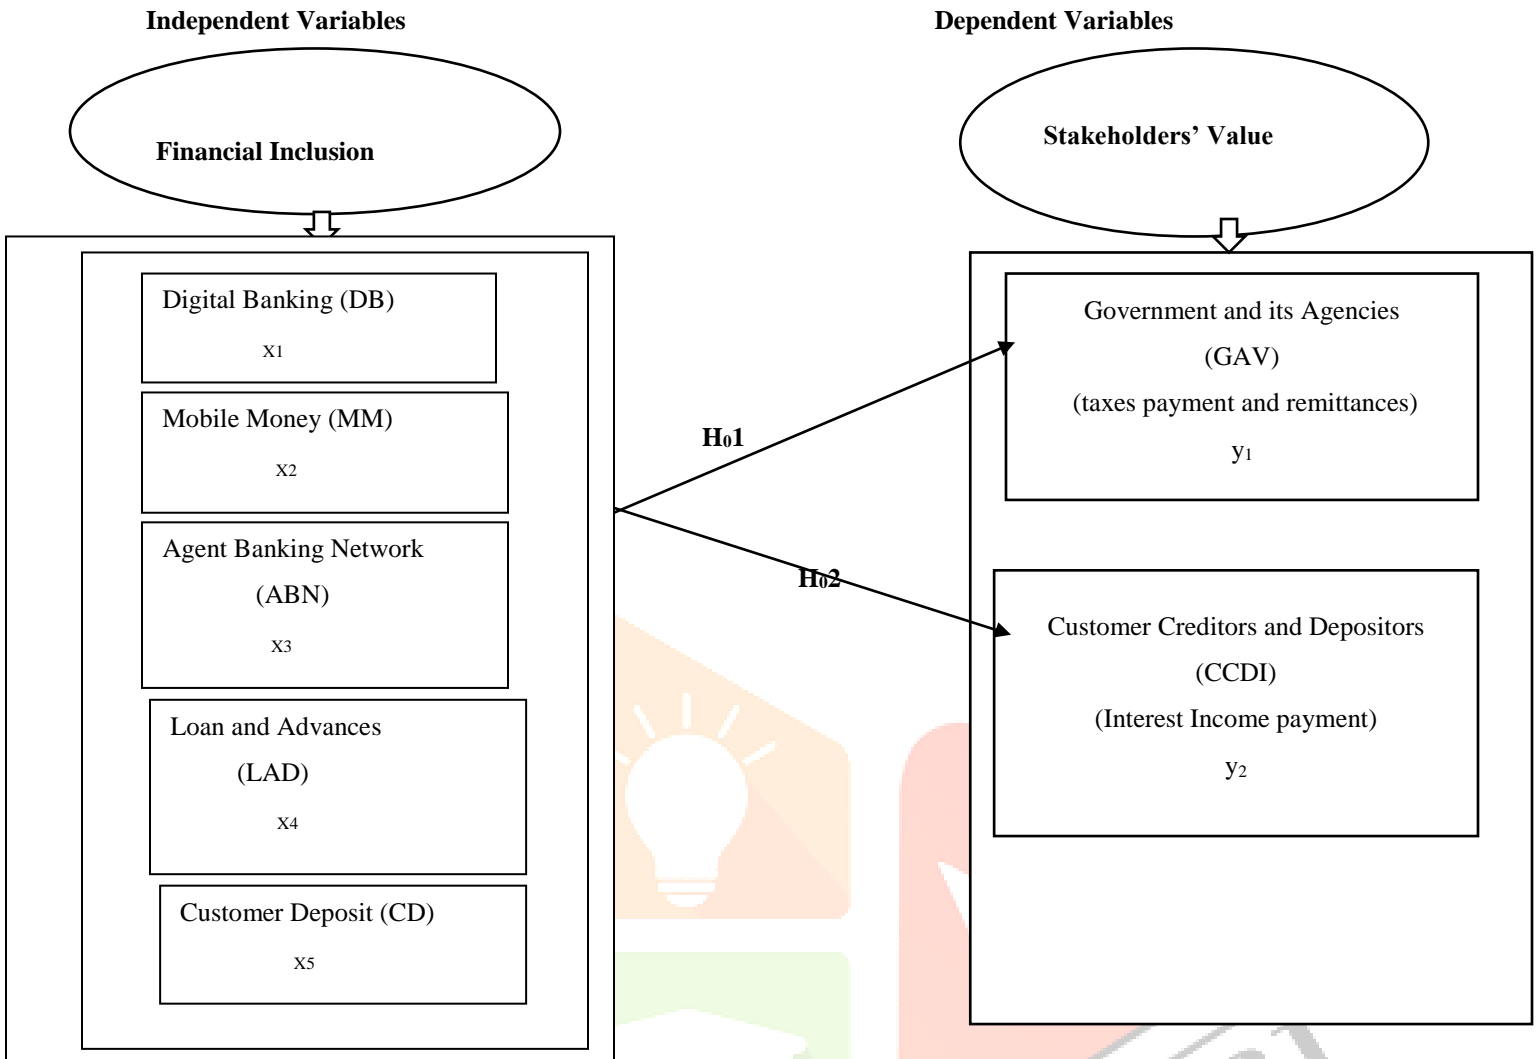 Independent Variables
Dependent Variables
Financial Inclusion
Stakeholders’ Value
Digital Banking (DB)
X1
Mobile Money (MM)
X2
Agent Banking Network
(ABN)
X3
Loan and Advances
(LAD)
X4
Customer Deposit (CD)
X5
H₀1
H₀2
Government and its Agencies
(GAV)
(taxes payment and remittances)
y₁
Customer Creditors and Depositors
(CCDI)
(Interest Income payment)
y₂